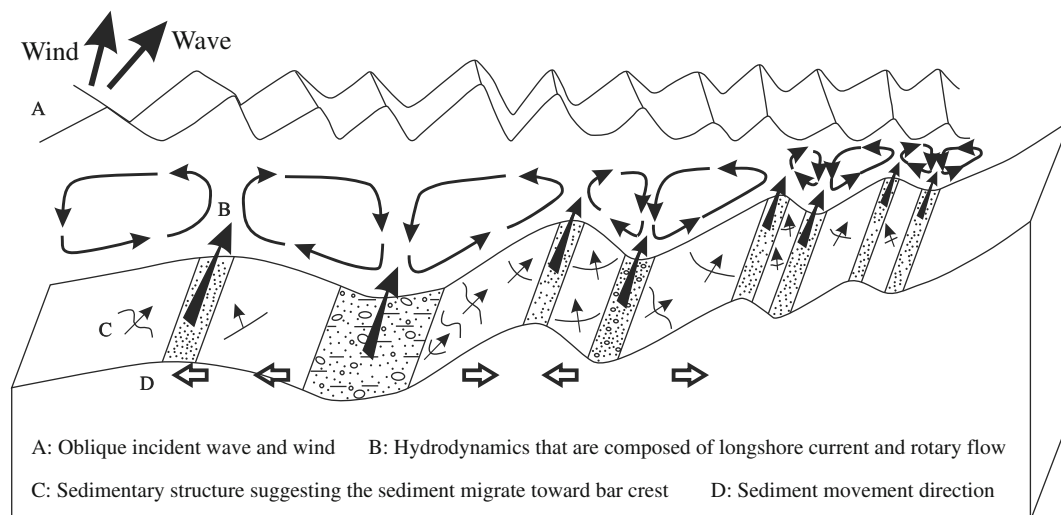 Wind
Wave
A
B
C
D
A: Oblique incident wave and wind B: Hydrodynamics that are composed of longshore current and rotary flow
C: Sedimentary structure suggesting the sediment migrate toward bar crest D: Sediment movement direction